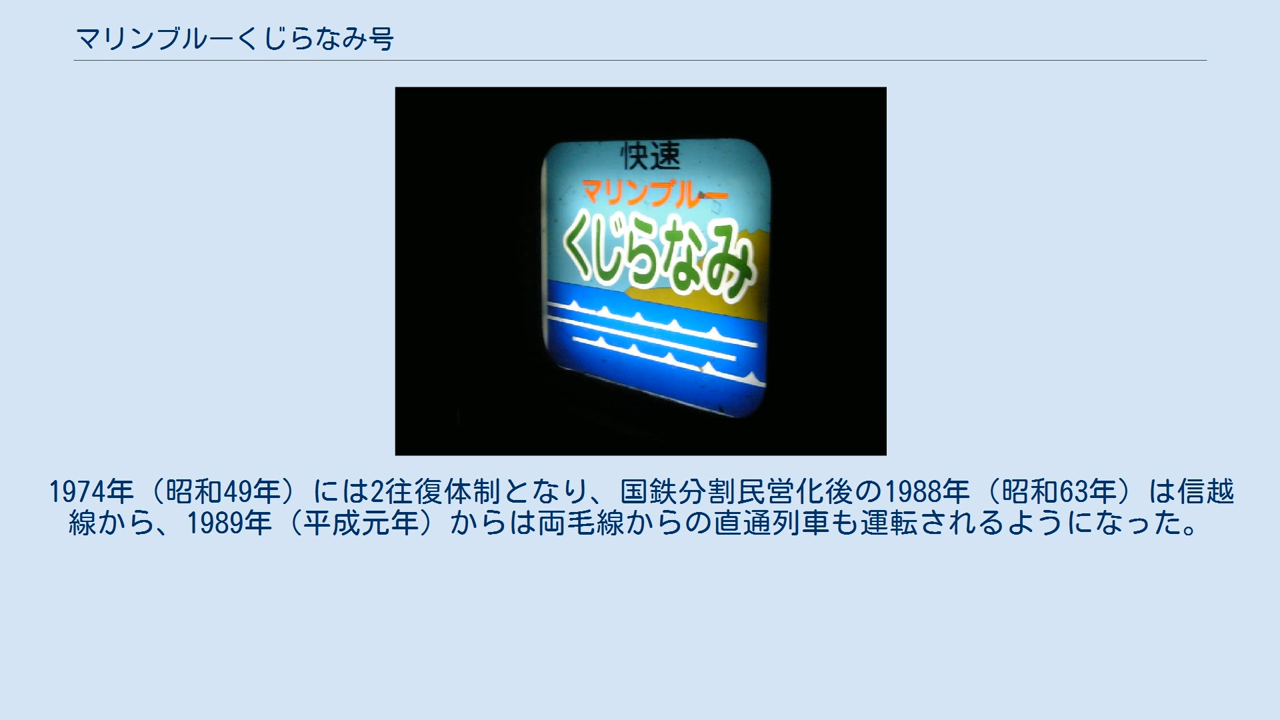 マリンブルーくじらなみ号
快速
マリンブルー
くじらなみ
1974年（昭和49年）には2往復体制となり、国鉄分割民営化後の1988年（昭和63年）は信越
線から、1989年（平成元年）からは両毛線からの直通列車も運転されるようになった。